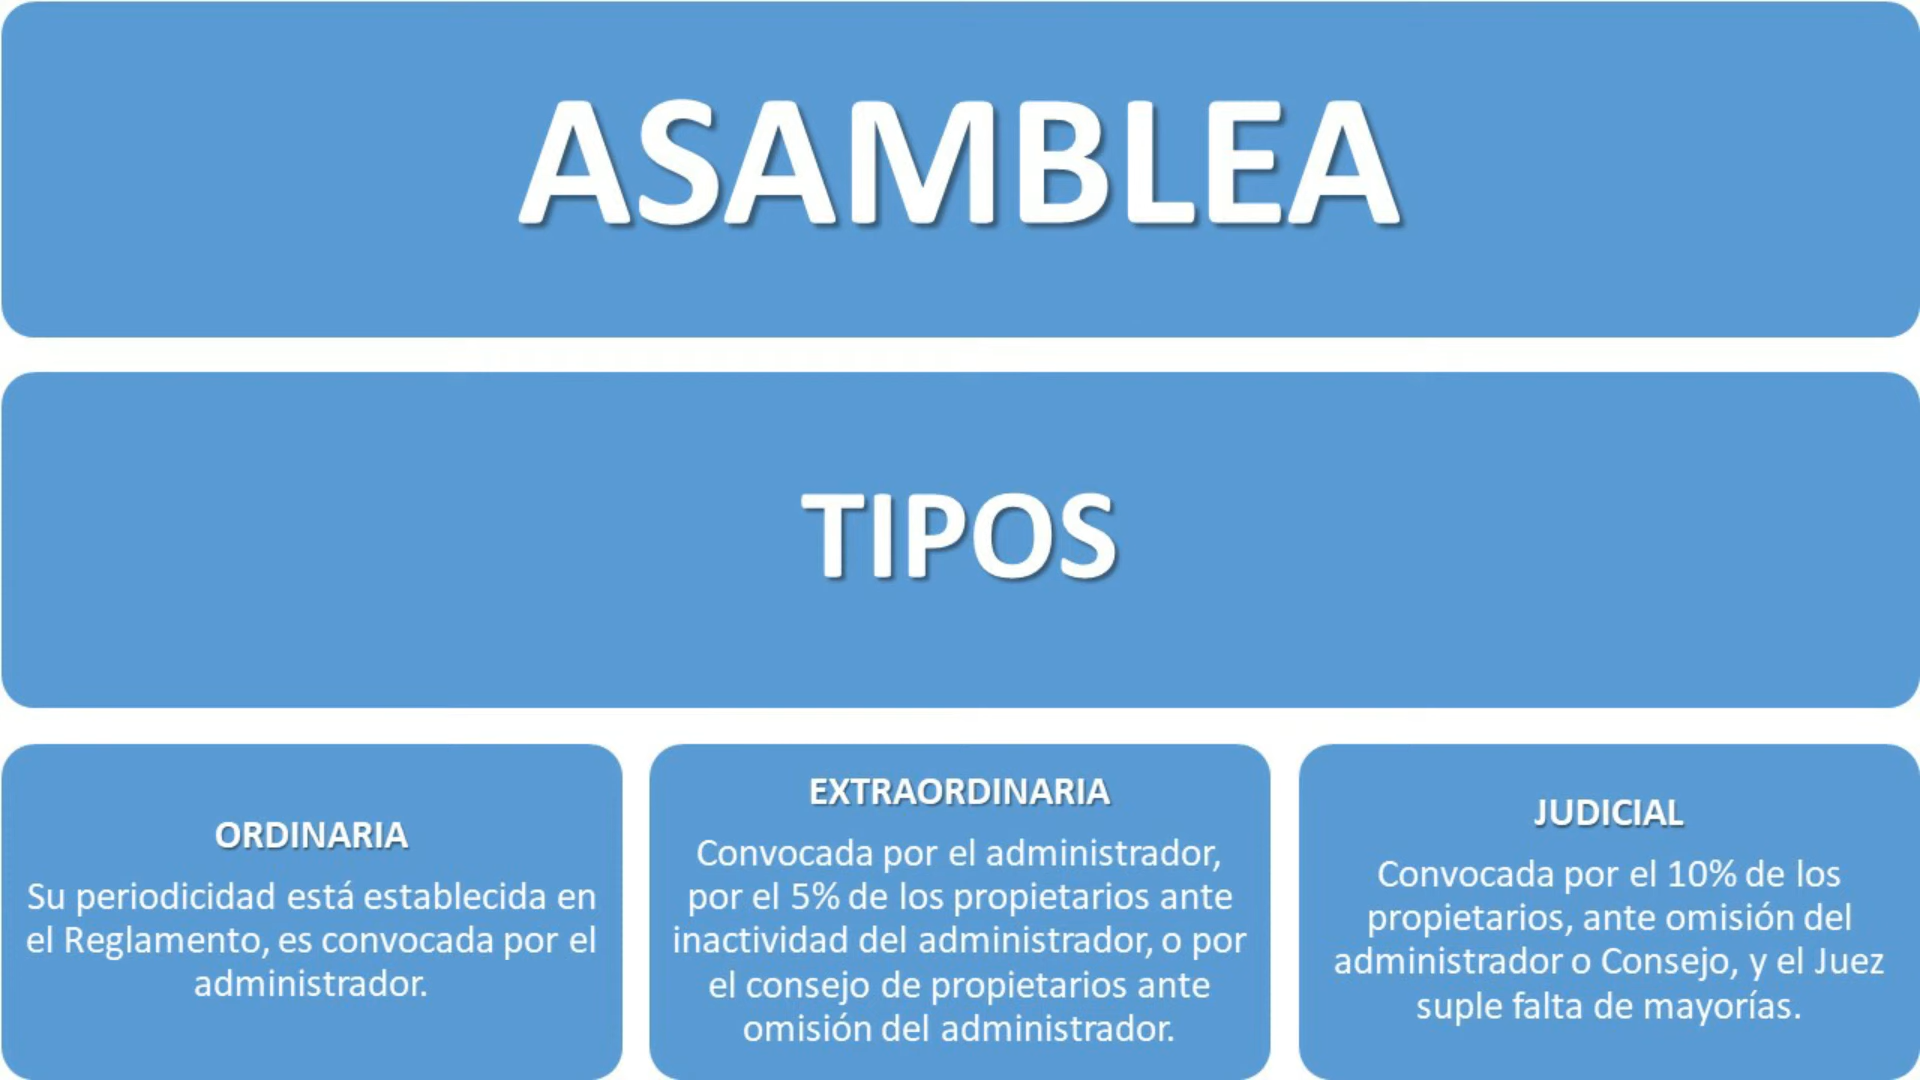 ASAMBLEA
TIPOS
ORDINARIA
Su periodicidad está establecida en
el Reglamento, es convocada por el
administrador.
EXTRAORDINARIA
Convocada por el administrador,
por el 5% de los propietarios ante
inactividad del administrador, o por
el consejo de propietarios ante
omisión del administrador.
JUDICIAL
Convocada por el 10% de los
propietarios, ante omisión del
administrador o Consejo, y el Juez
suple falta de mayorías.